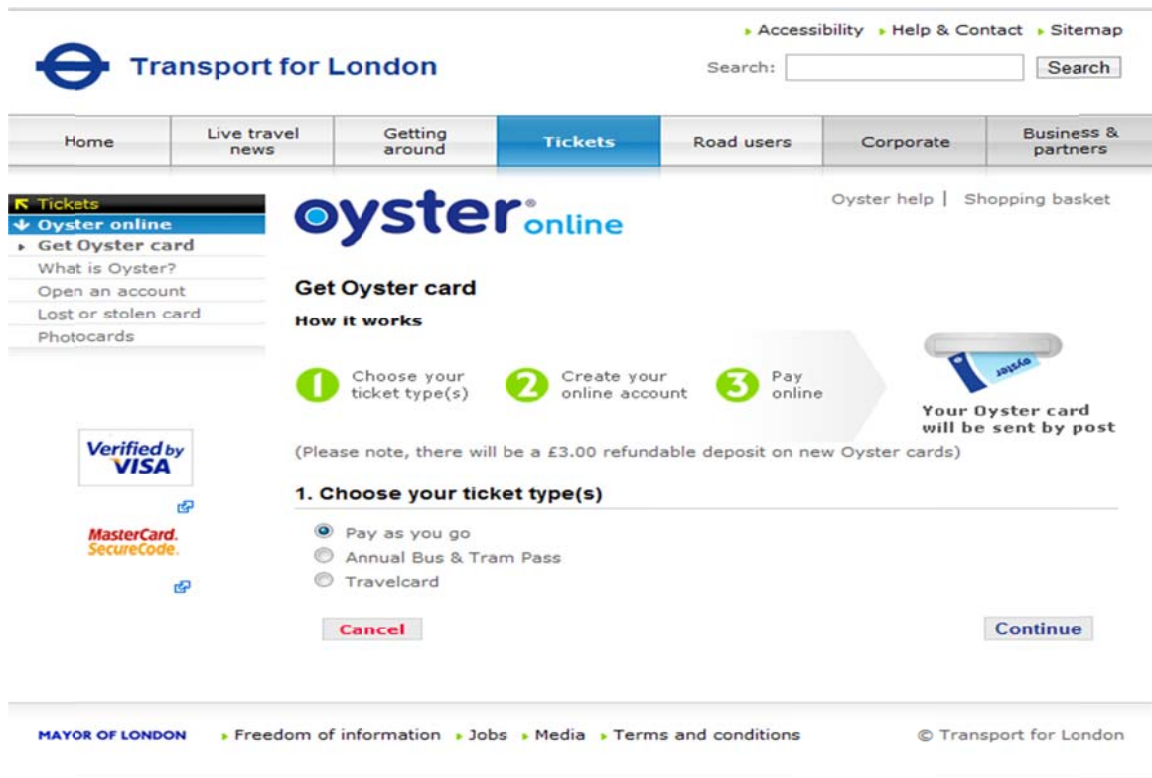 Accessibility Help & Contact Sitemap
Transport for London
Search: Search
Home
Live travel
news
Getting
around
Tickets
Road users
Corporate
Business &
partners
Tickets
Oyster online
Get Oyster card
What is Oyster?
Open an account
Lost or stolen card
Photocards
Verified by
VISA
MasterCard.
SecureCode.
oyster online
Oyster help | Shopping basket
Get Oyster card
How it works
1 Choose your
ticket type(s)
2 Create your
online account
3 Pay
online
oyster
Your Oyster card
will be sent by post
(Please note, there will be a £3.00 refundable deposit on new Oyster cards)
1. Choose your ticket type(s)
Pay as you go
Annual Bus & Tram Pass
Travelcard
Cancel
Continue
MAYOR OF LONDON Freedom of information Jobs Media Terms and conditions © Transport for London